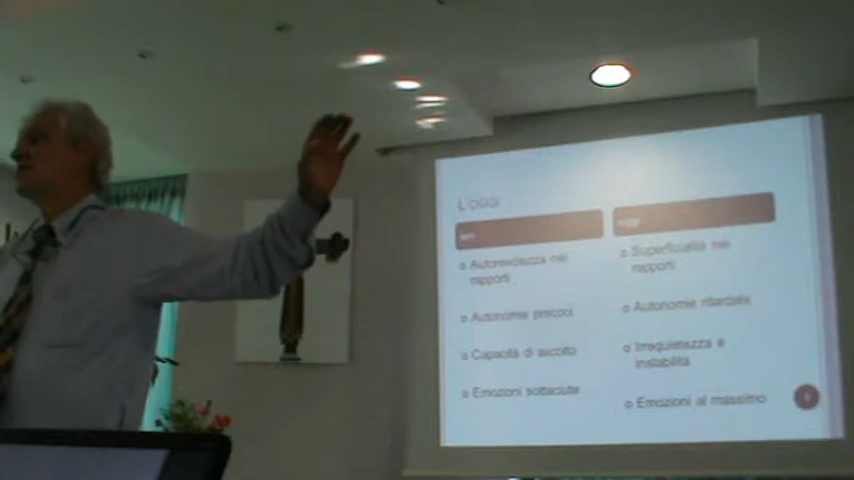 L'OGGI
Ieri
oggi
Autorevolezza nei
rapporti
Autonomie precoci
Capacità di ascolto
Emozioni sottaciute
Superficialità nei
rapporti
Autonomie ritardate
Irrequietezza e
instabilità
Emozioni al massimo